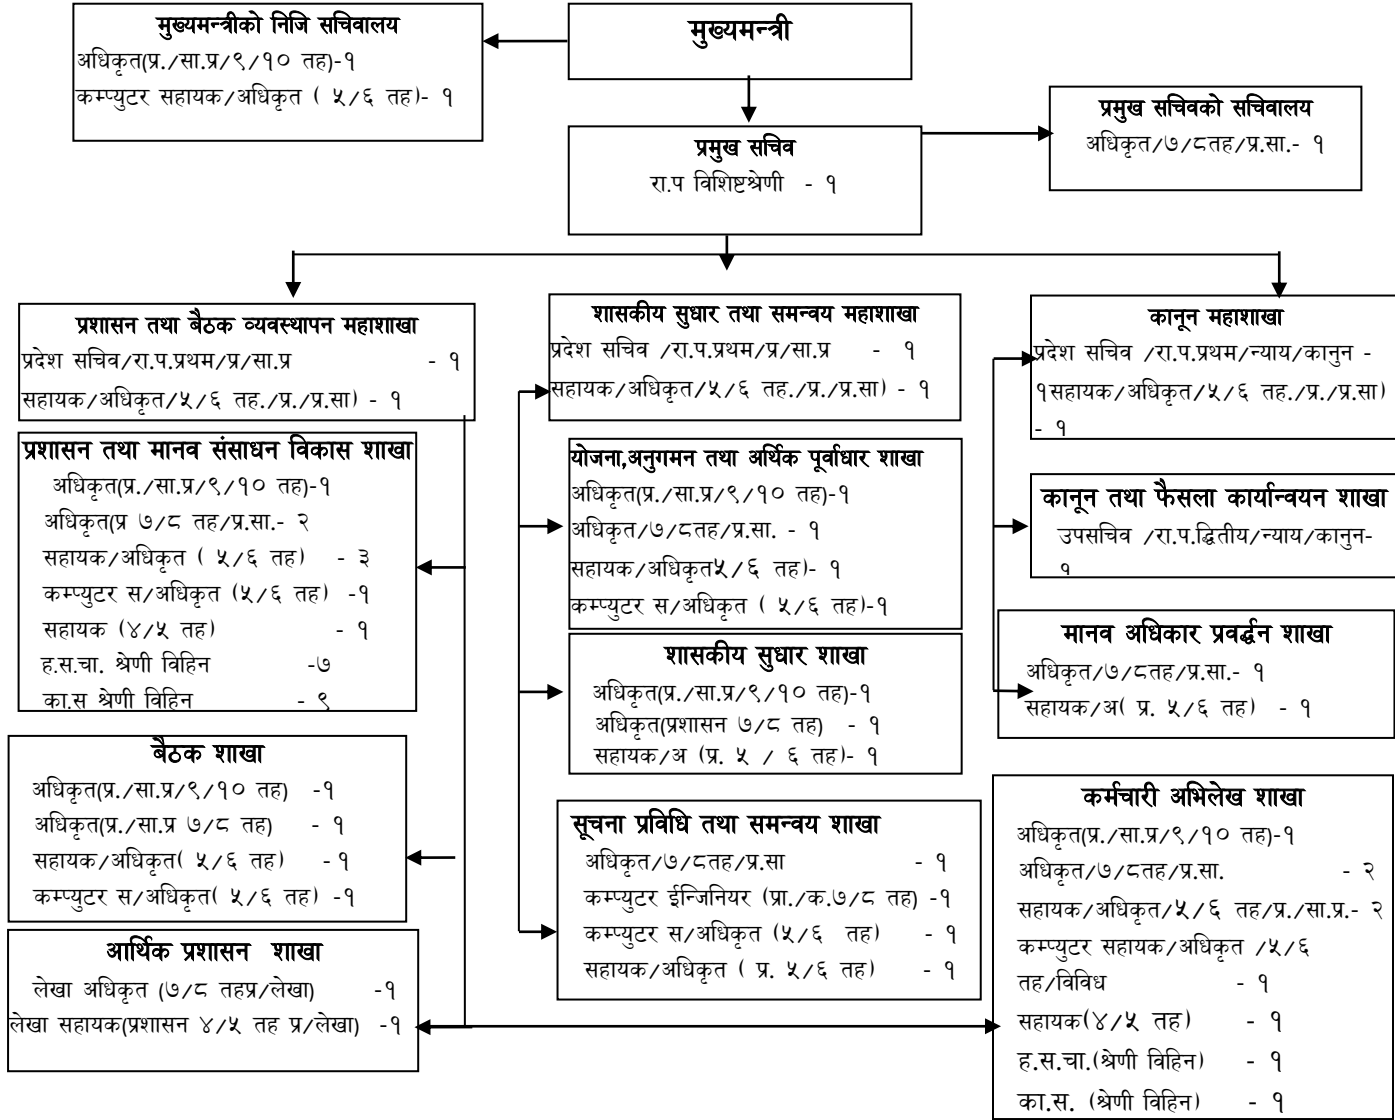 मुख्यमन्त्रीको निजि सचिवालय
अधिकृत(प्र./सा.प्र/९/१० तह)-१
कम्प्युटर सहायक/अधिकृत ( ५/६ तह)- १
मुख्यमन्त्री
प्रमुख सचिवको सचिवालय
अधिकृत/७/८तह/प्र.सा.- १
प्रमुख सचिव
रा.प विशिष्टश्रेणी - १
प्रशासन तथा बैठक व्यवस्थापन महाशाखा
प्रदेश सचिव/रा.प.प्रथम/प्र/सा.प्र - १
सहायक/अधिकृत/५/६ तह./प्र./प्र.सा) - १
प्रशासन तथा मानव संसाधन विकास शाखा
अधिकृत(प्र./सा.प्र/९/१० तह)-१
अधिकृत(प्र ७/८ तह/प्र.सा.- २
सहायक/अधिकृत ( ५/६ तह) - ३
कम्प्युटर स/अधिकृत (५/६ तह) -१
सहायक (४/५ तह) - १
ह.स.चा. श्रेणी विहिन -७
का.स श्रेणी विहिन - ९
बैठक शाखा
अधिकृत(प्र./सा.प्र/९/१० तह) -१
अधिकृत(प्र./सा.प्र ७/८ तह) - १
सहायक/अधिकृत( ५/६ तह) - १
कम्प्युटर स/अधिकृत( ५/६ तह) -१
आर्थिक प्रशासन शाखा
लेखा अधिकृत (७/८ तहप्र/लेखा) -१
लेखा सहायक(प्रशासन ४/५ तह प्र/लेखा) -१
शासकीय सुधार तथा समन्वय महाशाखा
प्रदेश सचिव /रा.प.प्रथम/प्र/सा.प्र - १
सहायक/अधिकृत/५/६ तह./प्र./प्र.सा) - १
योजना,अनुगमन तथा अर्थिक पूर्वाधार शाखा
अधिकृत(प्र./सा.प्र/९/१० तह)-१
अधिकृत/७/८तह/प्र.सा. - १
सहायक/अधिकृत५/६ तह)- १
कम्प्युटर स/अधिकृत ( ५/६ तह)-१
शासकीय सुधार शाखा
अधिकृत(प्र./सा.प्र/९/१० तह)-१
अधिकृत(प्रशासन ७/८ तह) - १
सहायक/अ (प्र. ५ / ६ तह)- १
सूचना प्रविधि तथा समन्वय शाखा
अधिकृत/७/८तह/प्र.सा - १
कम्प्युटर ईन्जिनियर (प्रा./क.७/८ तह) -१
कम्प्युटर स/अधिकृत (५/६ तह) - १
सहायक/अधिकृत ( प्र. ५/६ तह) - १
कानून महाशाखा
प्रदेश सचिव /रा.प.प्रथम/न्याय/कानुन -
१सहायक/अधिकृत/५/६ तह./प्र./प्र.सा)
- १
कानून तथा फैसला कार्यान्वयन शाखा
उपसचिव /रा.प.द्धितीय/न्याय/कानुन-
१
मानव अधिकार प्रवर्द्धन शाखा
अधिकृत/७/८तह/प्र.सा.- १
सहायक/अ( प्र. ५/६ तह) - १
कर्मचारी अभिलेख शाखा
अधिकृत(प्र./सा.प्र/९/१० तह)-१
अधिकृत/७/८तह/प्र.सा. - २
सहायक/अधिकृत/५/६ तह/प्र./सा.प्र.- २
कम्प्युटर सहायक/अधिकृत /५/६
तह/विविध - १
सहायक(४/५ तह) - १
ह.स.चा.(श्रेणी विहिन) - १
का.स. (श्रेणी विहिन) - १